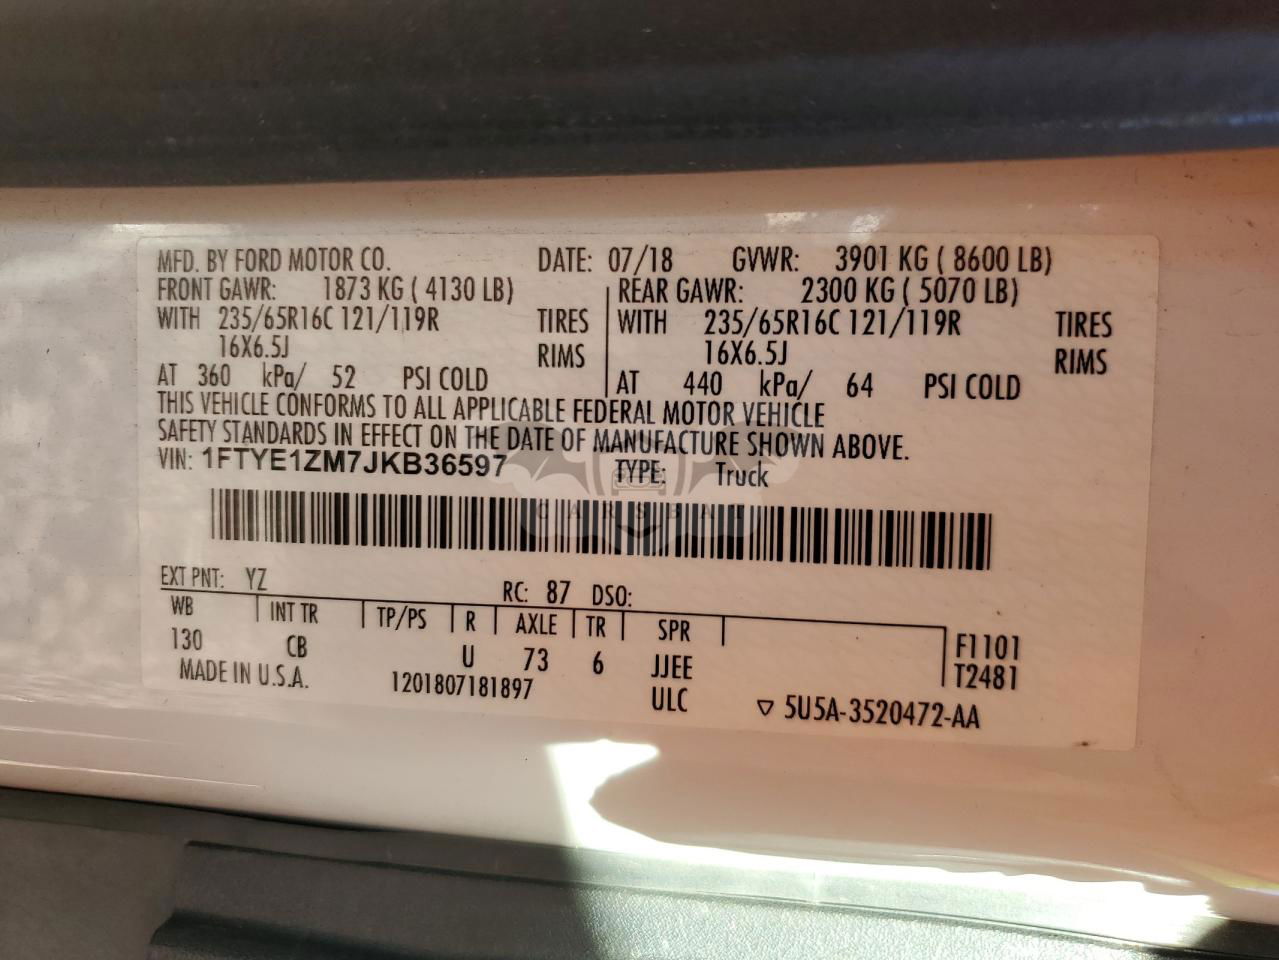 MFD. BY FORD MOTOR CO. DATE: 07/18 GVWR: 3901 KG ( 8600 LB)
FRONT GAWR: 1873 KG ( 4130 LB) REAR GAWR: 2300 KG ( 5070 LB)
WITH 235/65R16C 121/119R TIRES WITH 235/65R16C 121/119R TIRES
16X6.5J RIMS 16X6.5J RIMS
AT 360 kPa/ 52 PSI COLD AT 440 kPa/ 64 PSI COLD
THIS VEHICLE CONFORMS TO ALL APPLICABLE FEDERAL MOTOR VEHICLE
SAFETY STANDARDS IN EFFECT ON THE DATE OF MANUFACTURE SHOWN ABOVE.
VIN: 1FTYE1ZM7JKB36597 TYPE: Truck
CARSBAT
EXT PNT: YZ RC: 87 DSO:
WB INT TR TP/PS R AXLE TR SPR F1101
130 CB U 73 6 JJEE T2481
MADE IN U.S.A. 1201807181897 ULC ▽ 5U5A-3520472-AA